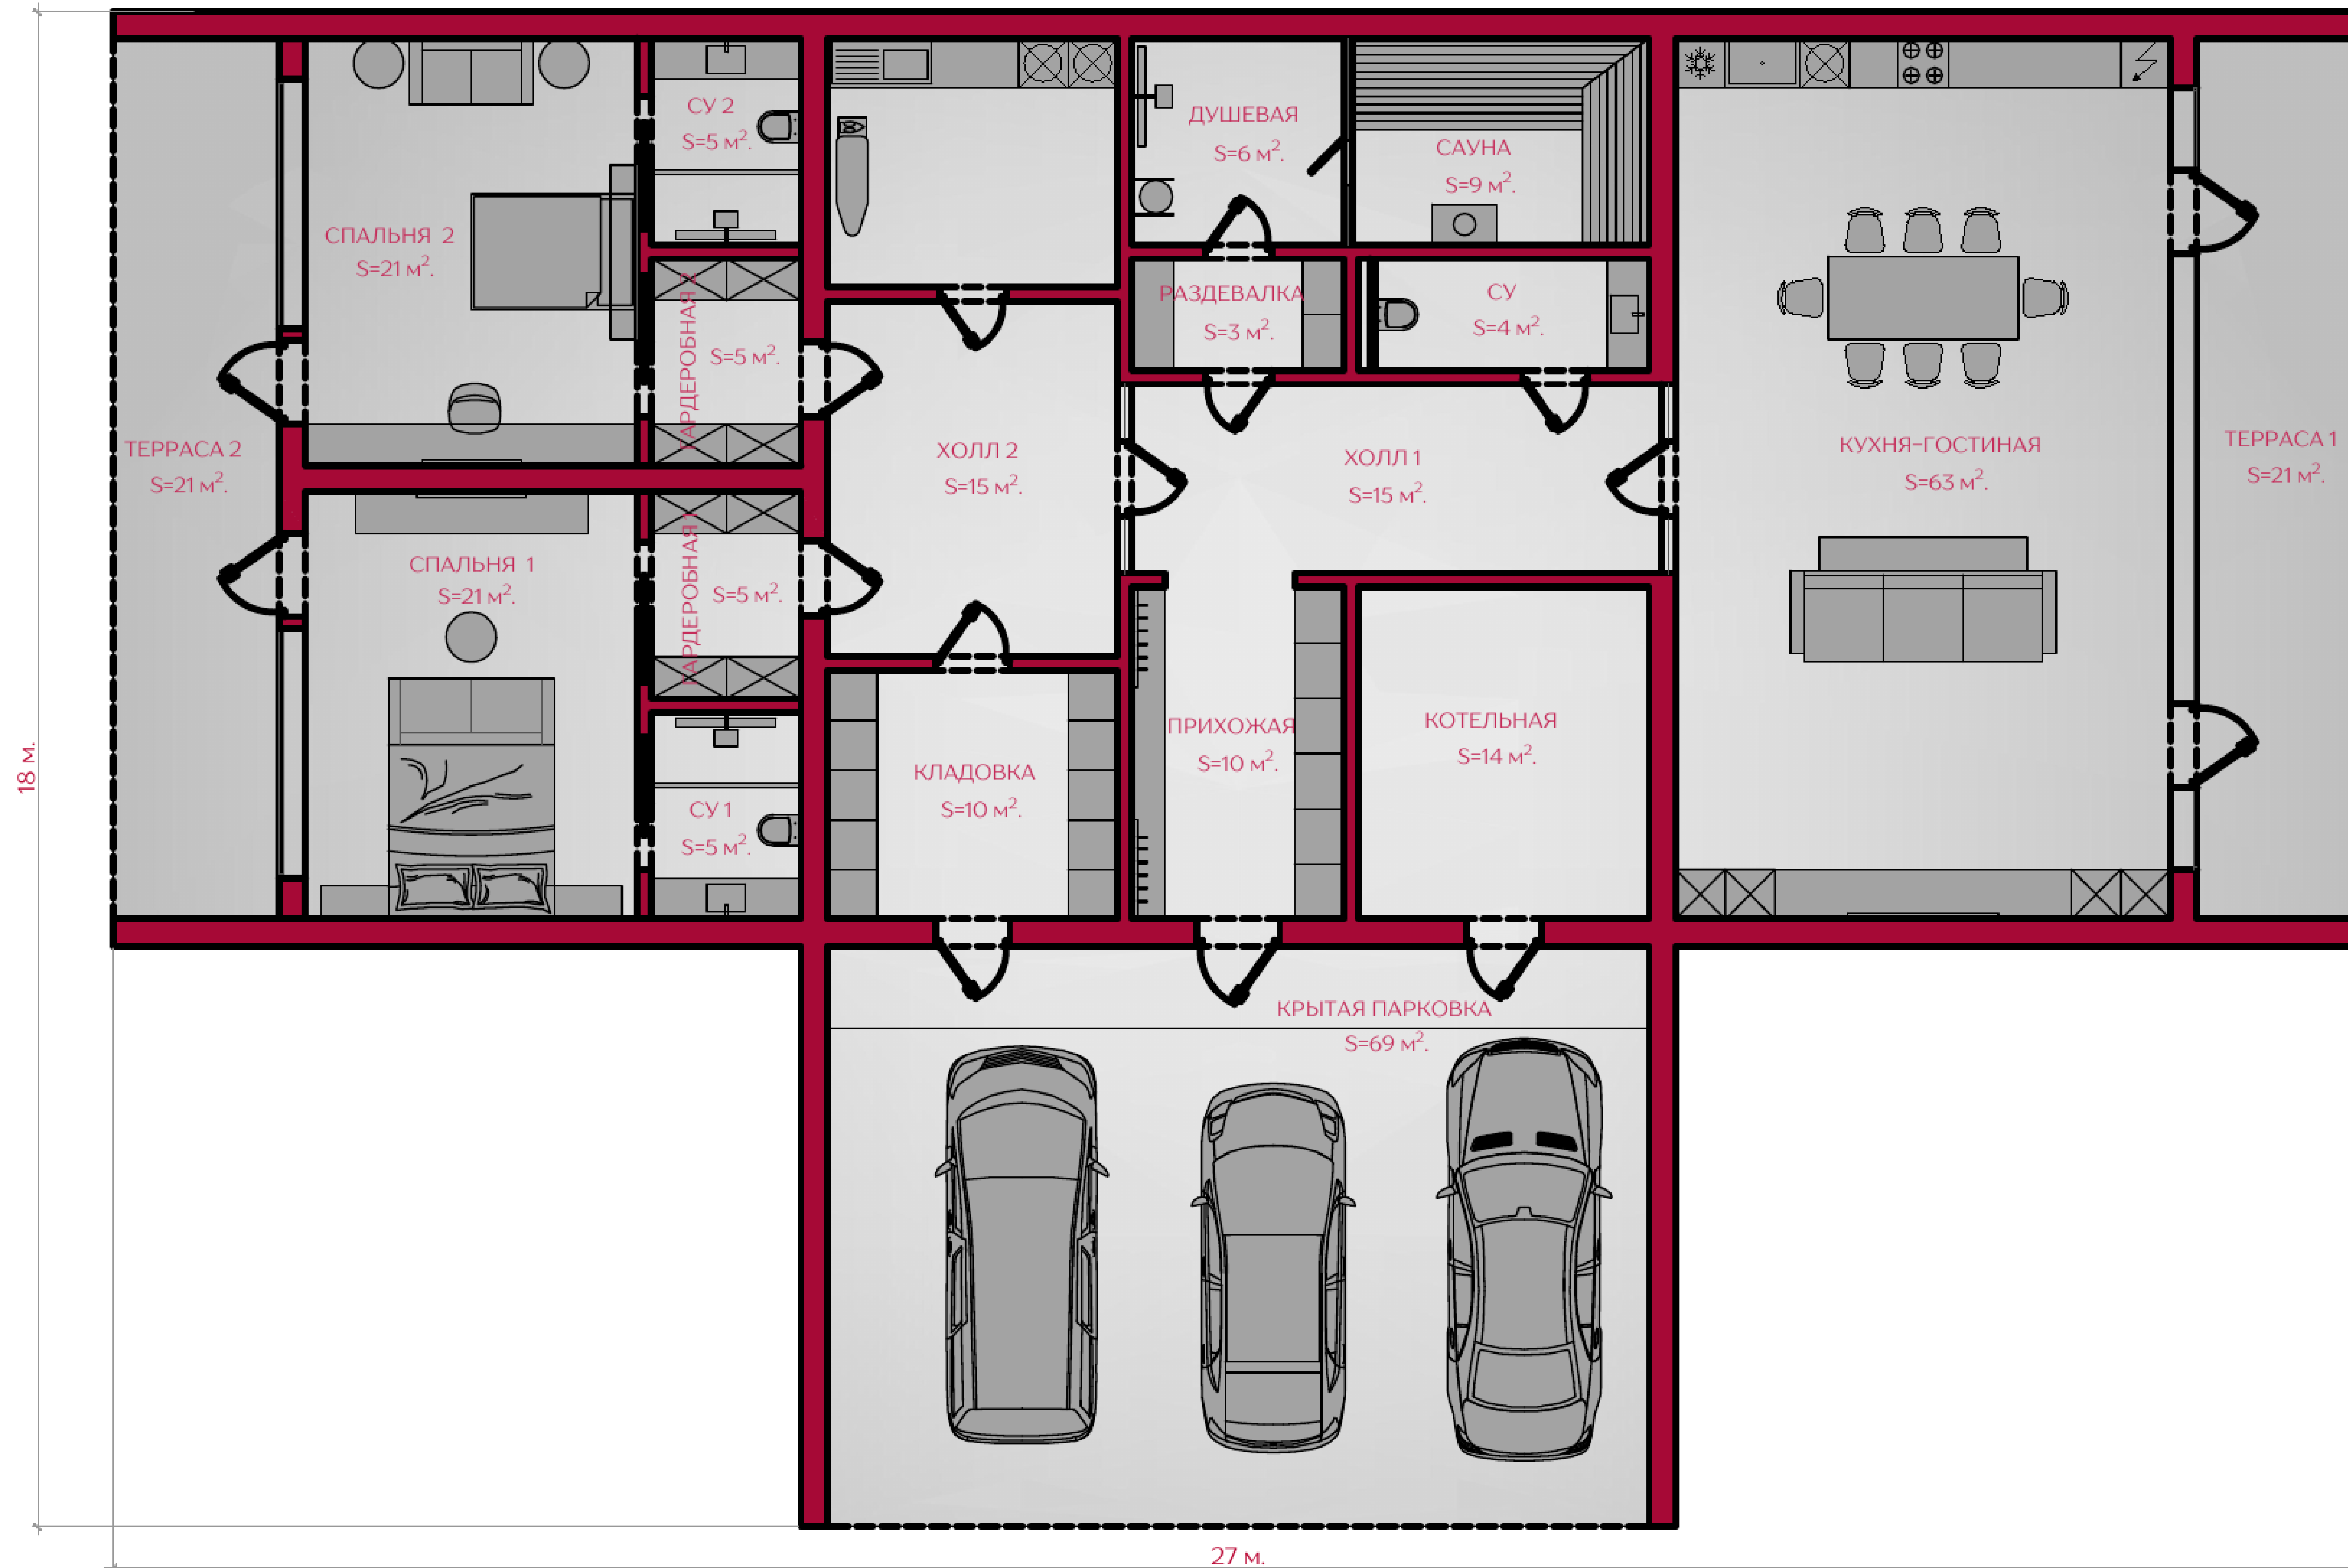 СУ 2
S=5 м².
ДУШЕВАЯ
S=6 м².
САУНА
S=9 м².
СПАЛЬНЯ 2
S=21 м².
ГАРДЕРОБНАЯ 2
S=5 м².
РАЗДЕВАЛКА
S=3 м².
СУ
S=4 м².
ТЕРРАСА 2
S=21 м².
ХОЛЛ 2
S=15 м².
ХОЛЛ 1
S=15 м².
КУХНЯ-ГОСТИНАЯ
S=63 м².
ТЕРРАСА 1
S=21 м².
СПАЛЬНЯ 1
S=21 м².
ГАРДЕРОБНАЯ 1
S=5 м².
КЛАДОВКА
S=10 м².
ПРИХОЖАЯ
S=10 м².
КОТЕЛЬНАЯ
S=14 м².
СУ 1
S=5 м².
18 м.
КРЫТАЯ ПАРКОВКА
S=69 м².
27 м.